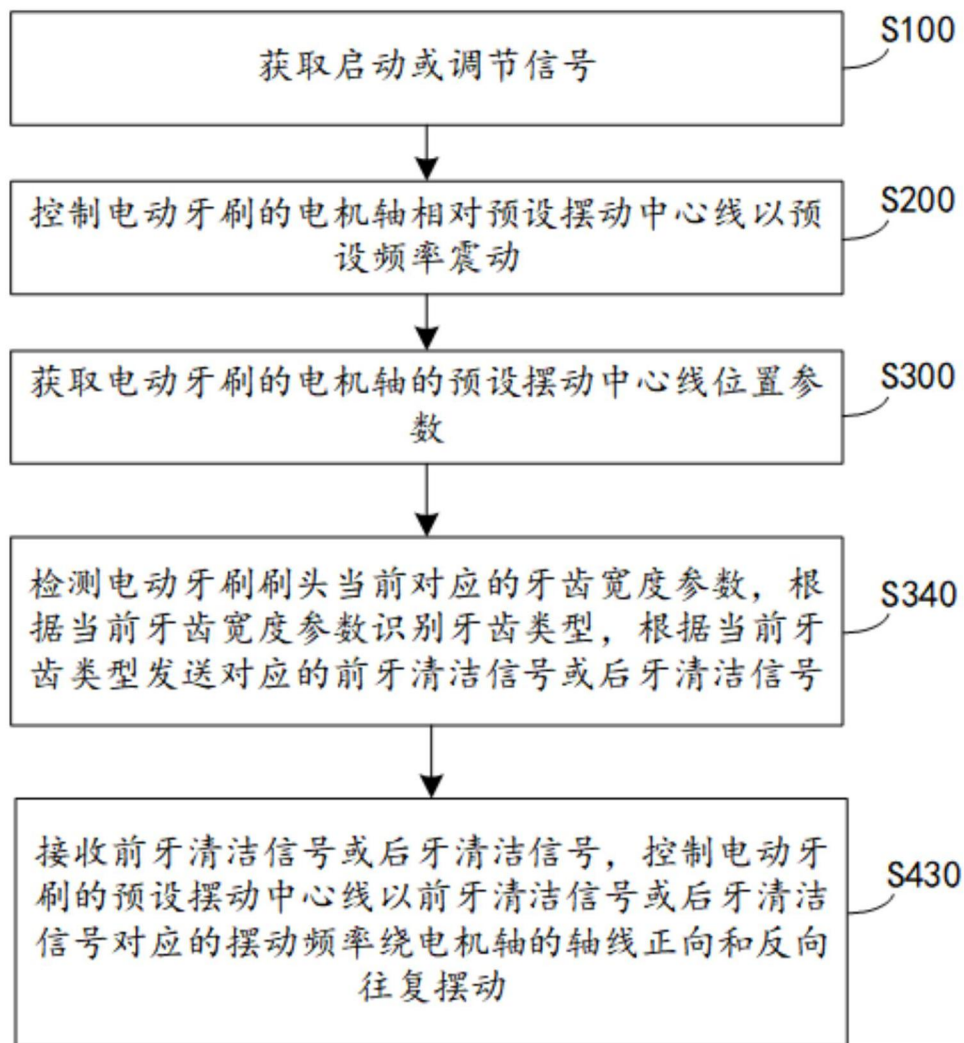 获取启动或调节信号
S100
控制电动牙刷的电机轴相对预设摆动中心线以预
设频率震动
S200
获取电动牙刷的电机轴的预设摆动中心线位置参
数
S300
检测电动牙刷刷头当前对应的牙齿宽度参数，根
据当前牙齿宽度参数识别牙齿类型，根据当前牙
齿类型发送对应的前牙清洁信号或后牙清洁信号
S340
接收前牙清洁信号或后牙清洁信号，控制电动牙
刷的预设摆动中心线以前牙清洁信号或后牙清洁
信号对应的摆动频率绕电机轴的轴线正向和反向
往复摆动
S430